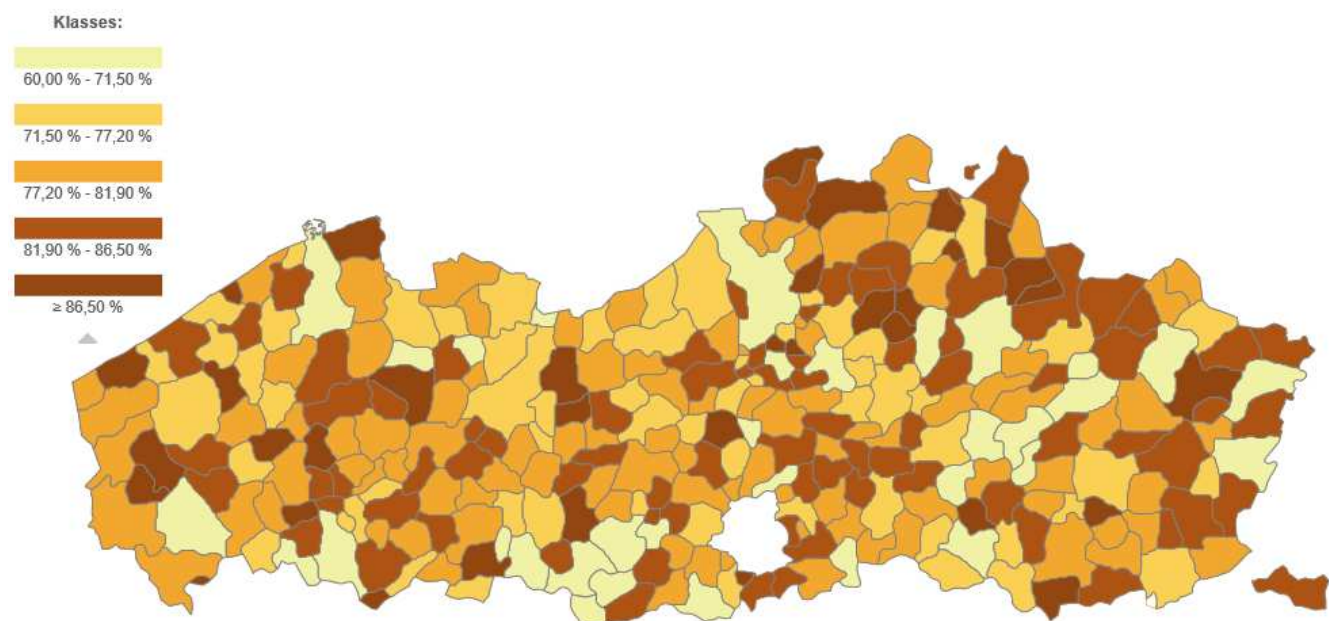 Klasses:
60,00 % - 71,50 %
71,50 % - 77,20 %
77,20 % - 81,90 %
81,90 % - 86,50 %
≥ 86,50 %